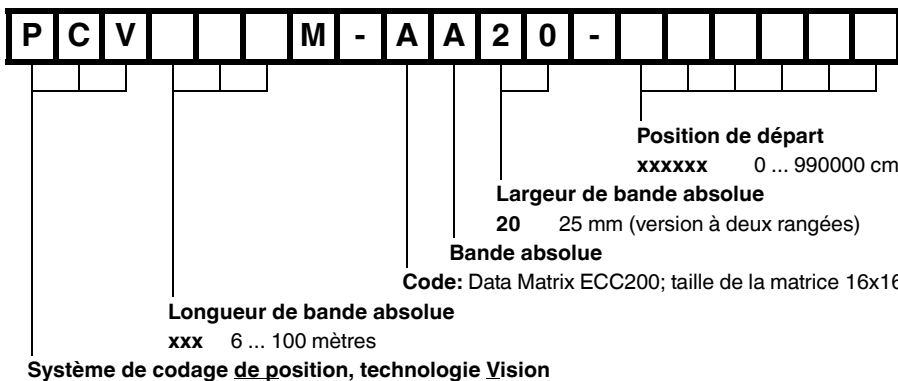 PCV M-AA20-
Position de départ
xxxxxx 0 ... 990000 cm
Largeur de bande absolue
20 25 mm (version à deux rangées)
Bande absolue
Code: Data Matrix ECC200; taille de la matrice 16x16
Longueur de bande absolue
xxx 6 ... 100 mètres
Système de codage de position, technologie Vision